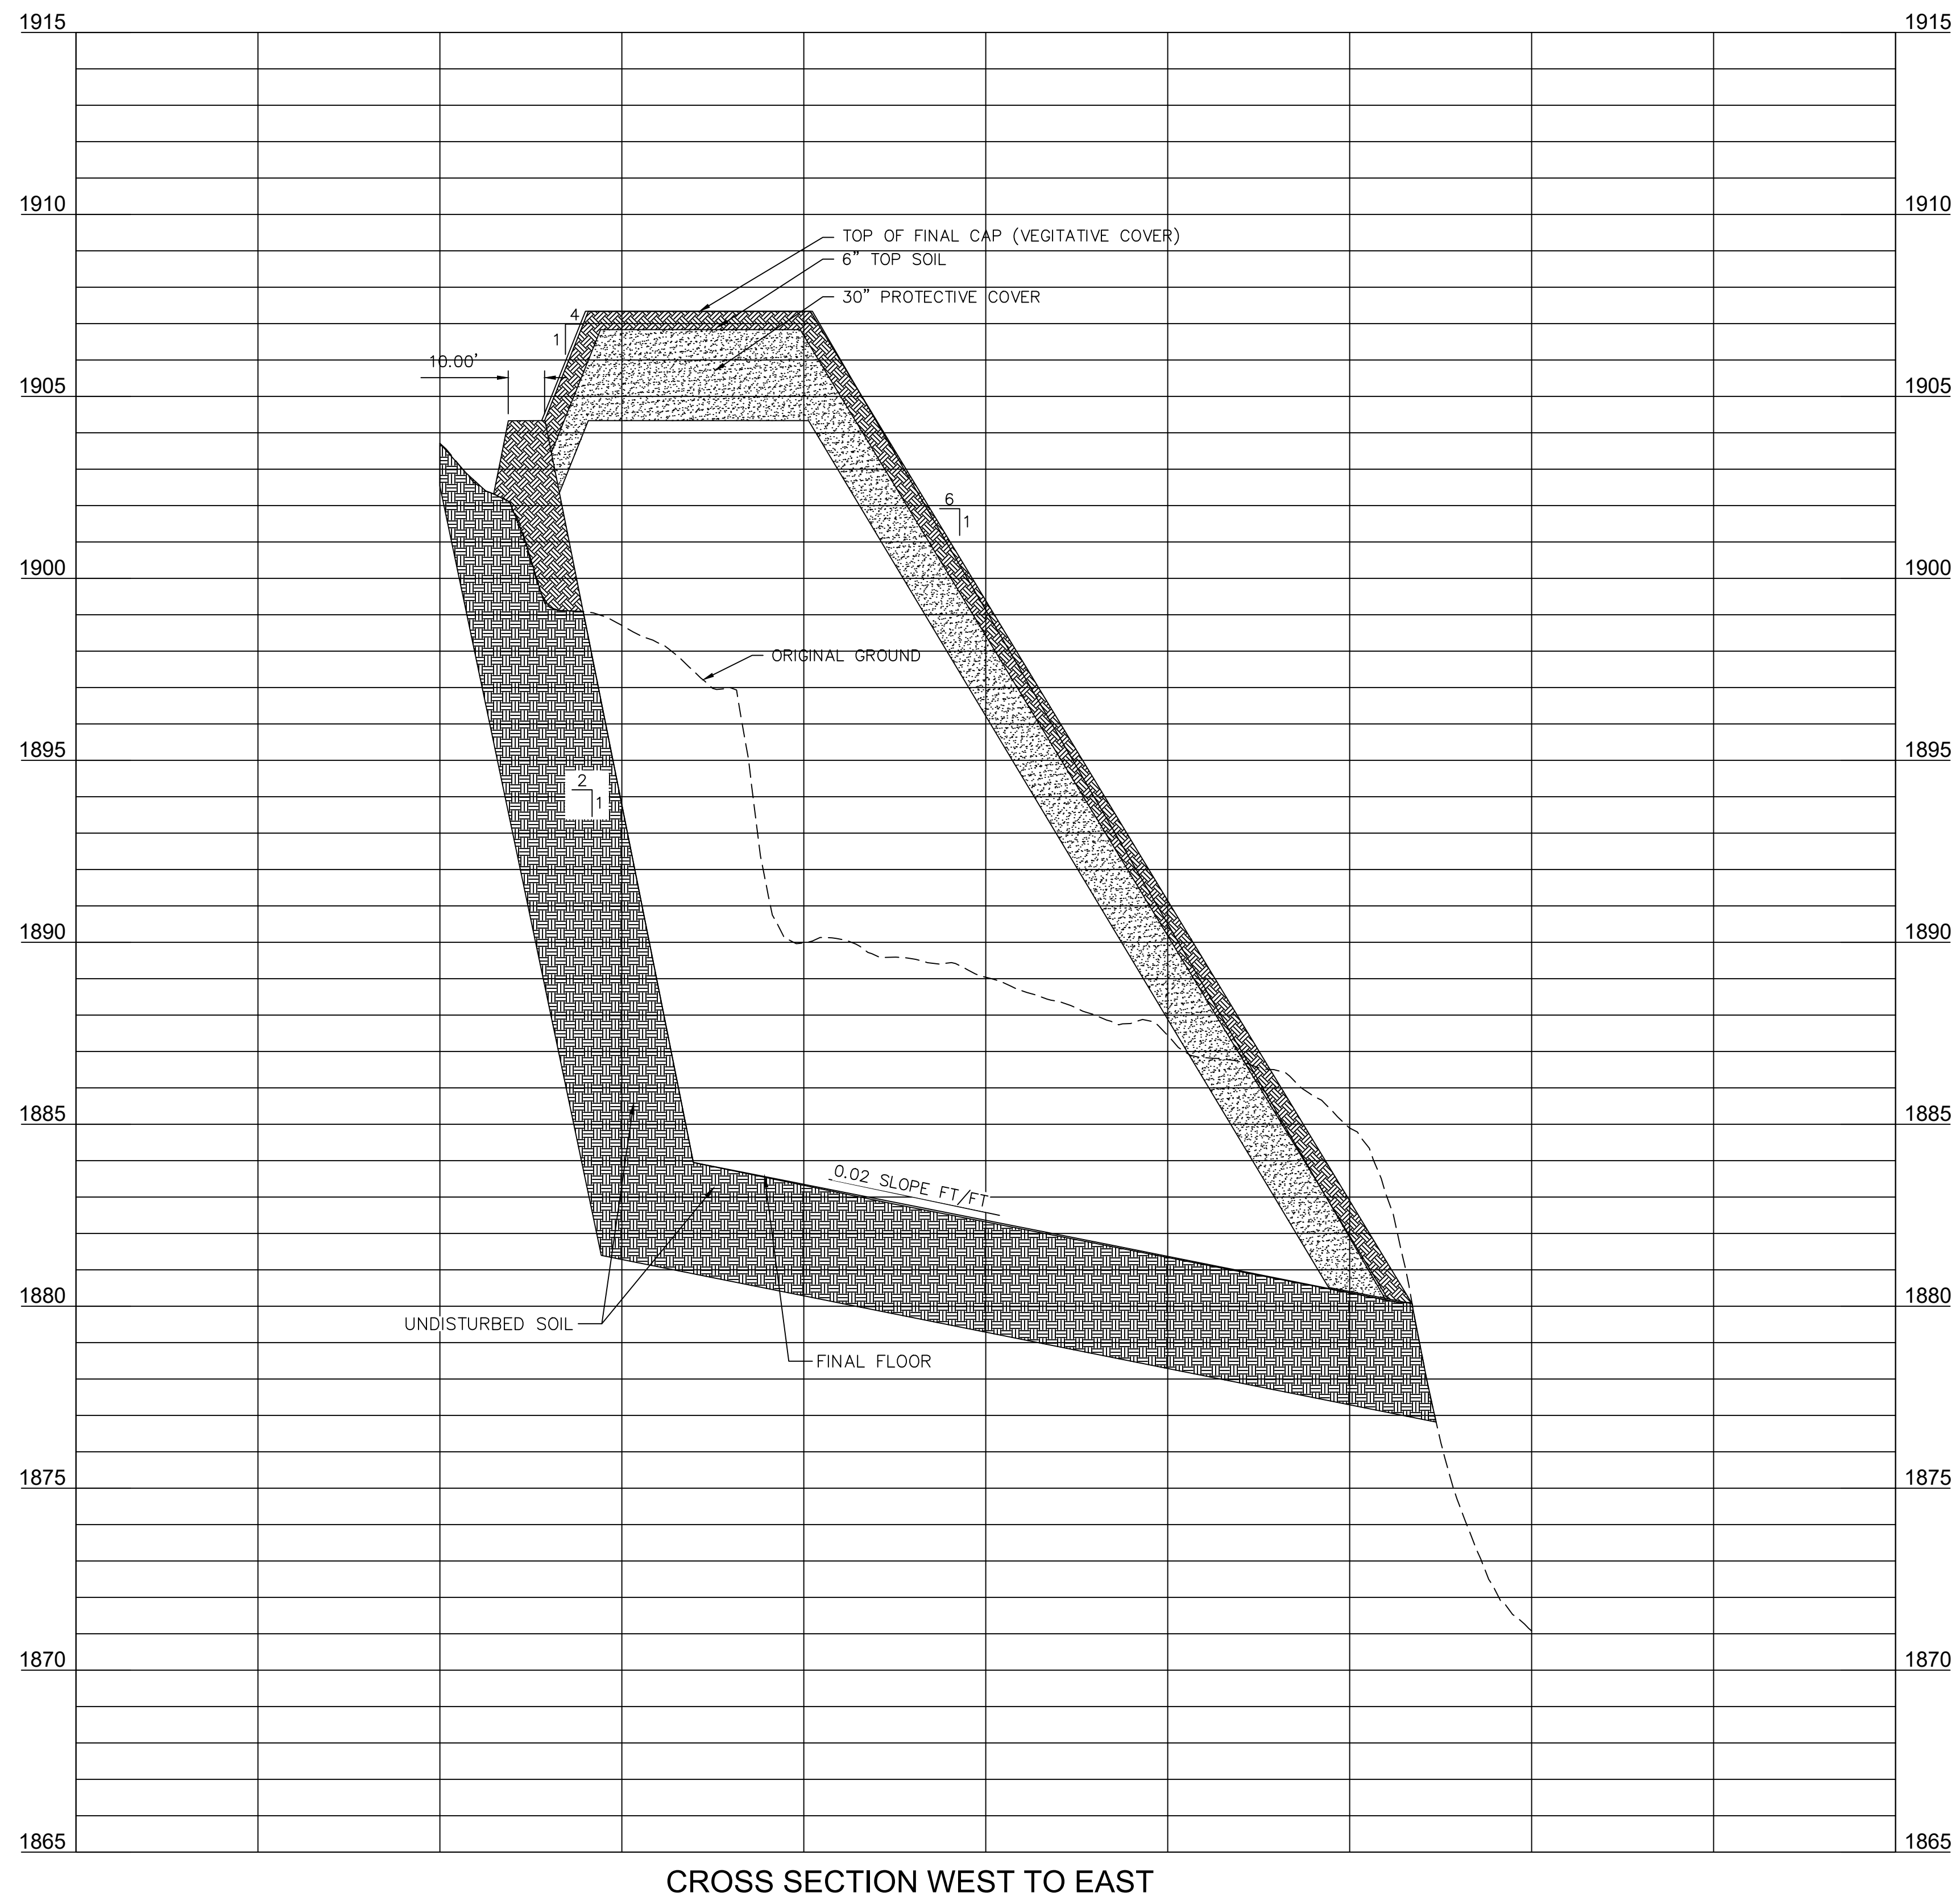 1915 1915
1910 1910
TOP OF FINAL CAP (VEGITATIVE COVER)
6" TOP SOIL
30" PROTECTIVE COVER
4
1
10.00'
1905 1905
6
1
1900 1900
ORIGINAL GROUND
1895 1895
2
1
1890 1890
1885 1885
0.02 SLOPE FT/FT
1880 1880
UNDISTURBED SOIL
FINAL FLOOR
1875 1875
1870 1870
1865 1865
CROSS SECTION WEST TO EAST